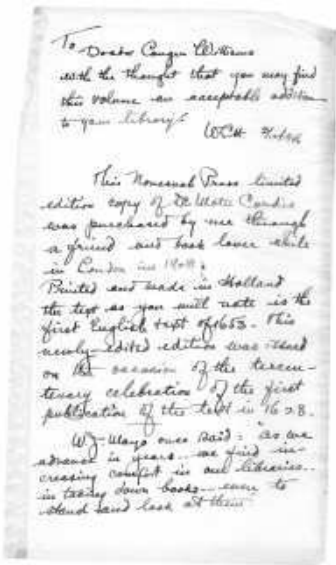 To Doctor Conger Williams
with the thought that you may find
this volume an acceptable addition
to your library.
WCH
This Nonesuch Press limited
edition copy of De Motu Cordis
was purchased by me through
a friend and book lover while
in London in
Printed and made in Holland
the text as you will note is the
first English text of 1653. This
newly-edited edition was issued
on the occasion of the tercen-
tenary celebration of the first
publication of the text in 1628.
W J Mayo once said: "as we
advance in years - we find in-
creasing comfort in our libraries..
in taking down books.. even to
stand and look at them"